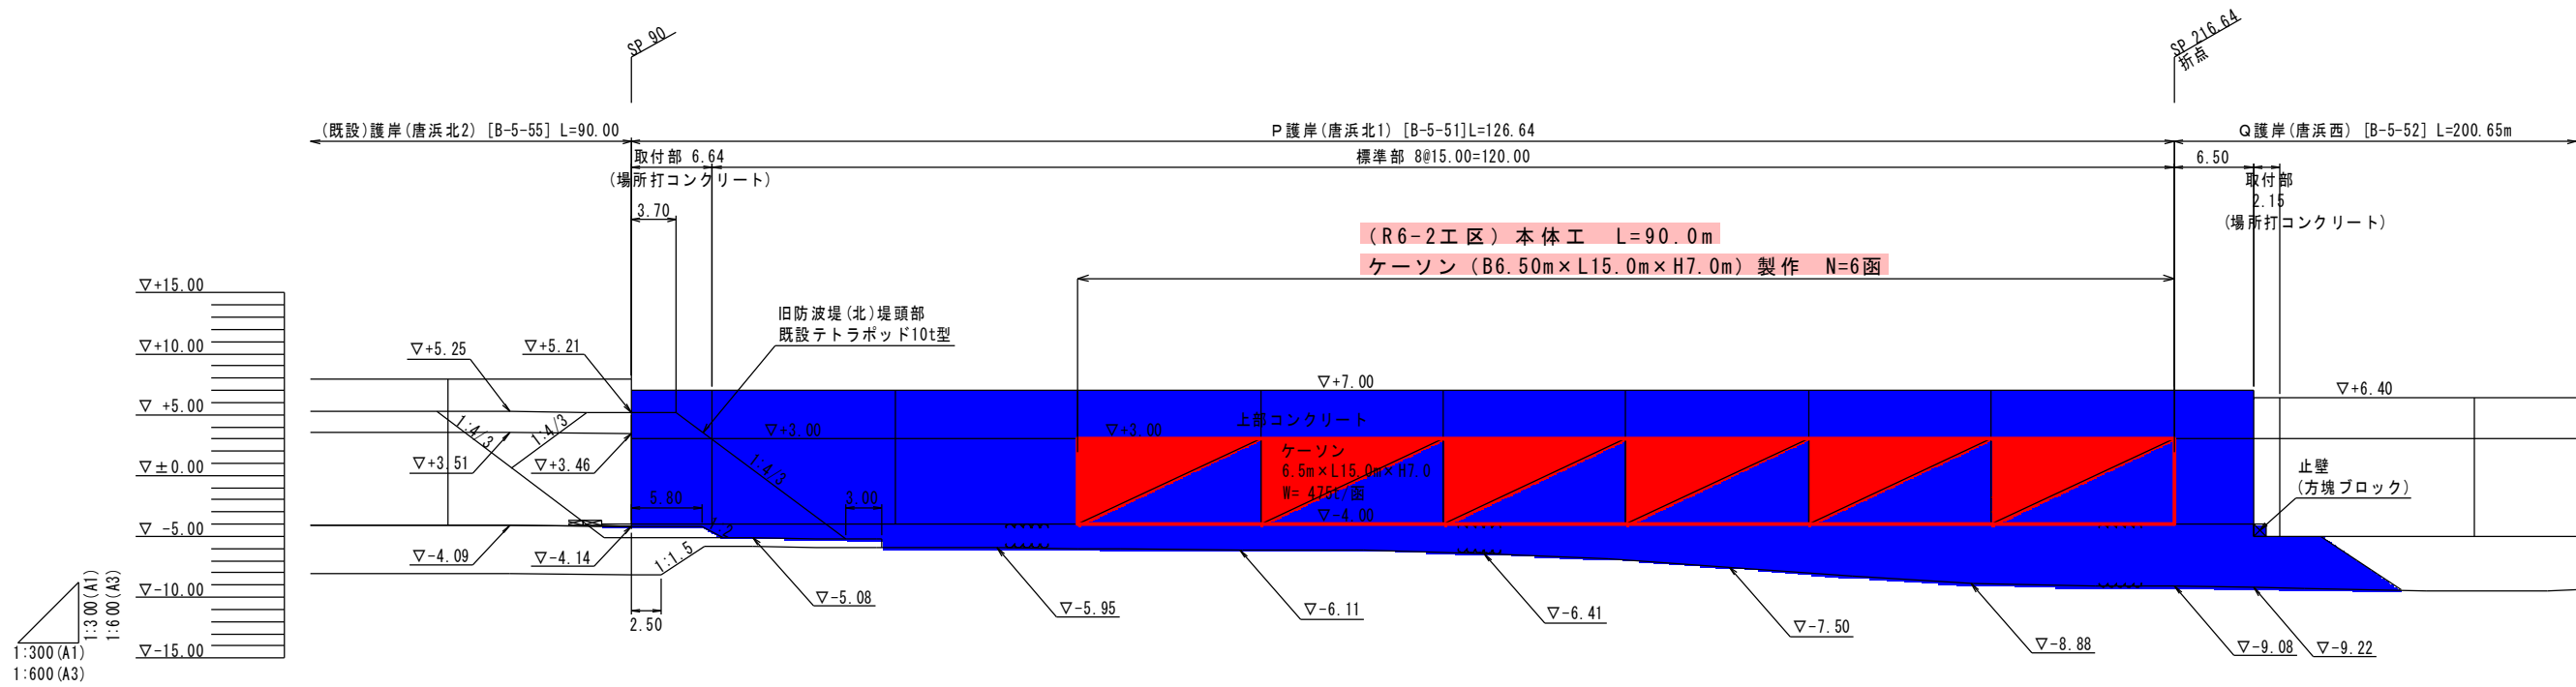 SP 90
SP 216.64
折点
(既設)護岸(唐浜北2) [B-5-55] L=90.00
P護岸(唐浜北1) [B-5-51]L=126.64
Q護岸(唐浜西) [B-5-52] L=200.65m
取付部 6.64
(場所打コンクリート)
標準部 8@15.00=120.00
6.50
取付部
2.15
(場所打コンクリート)
3.70
(R6-2工区) 本体工 L=90.0m
ケーソン(B6.50m×L15.0m×H7.0m) 製作 N=6函
旧防波堤(北)堤頭部
既設テトラポッド10t型
▽+15.00
▽+10.00
▽ +5.00
▽±0.00
▽ -5.00
▽-10.00
▽-15.00
▽+5.25
▽+5.21
▽+7.00
▽+6.40
上部コンクリート
▽-3.00
▽+3.00
1:4/3
1:4/3
1:4/3
▽+3.51
▽+3.46
ケーソン
6.5m×L15.0m×H7.0
W= 475t/函
▽-4.00
止壁
(方塊ブロック)
5.80
3.00
1:2
1:1.5
▽-4.09
▽-4.14
▽-5.08
▽-5.95
▽-6.11
▽-6.41
▽-7.50
▽-8.88
▽-9.08
▽-9.22
2.50
1:300(A1)
1:600(A3)
1:300(A1)
1:600(A3)